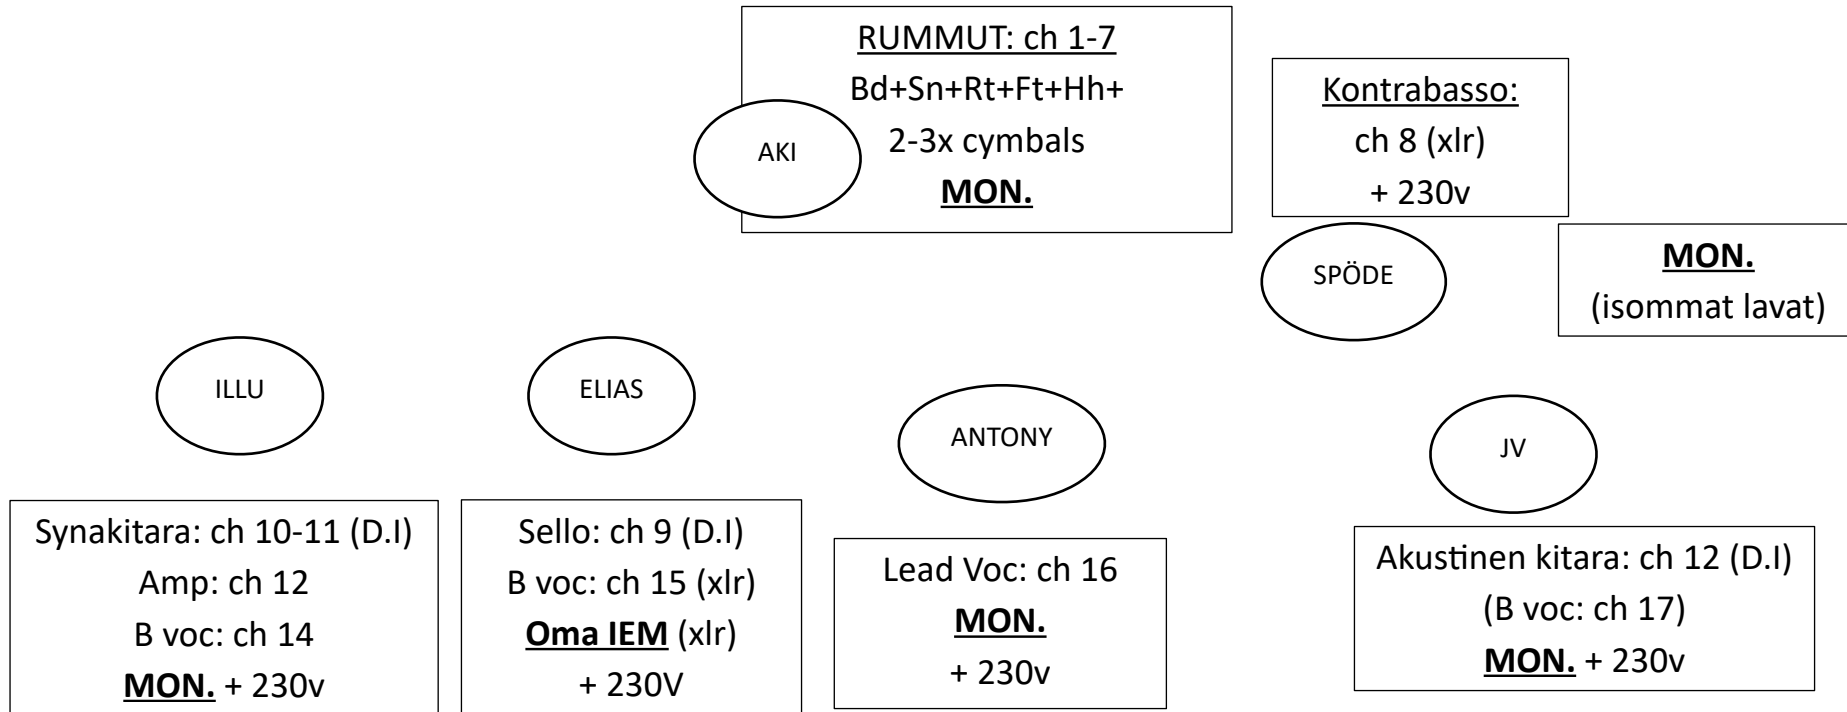 RUMMUT: ch 1-7
Bd+Sn+Rt+Ft+Hh+
2-3x cymbals
MON.
AKI
Kontrabasso:
ch 8 (xlr)
+ 230v
SPÖDE
MON.
(isommat lavat)
ILLU
ELIAS
ANTONY
JV
Synakitara: ch 10-11 (D.I)
Amp: ch 12
B voc: ch 14
MON. + 230v
Sello: ch 9 (D.I)
B voc: ch 15 (xlr)
Oma IEM (xlr)
+ 230V
Lead Voc: ch 16
MON.
+ 230v
Akustinen kitara: ch 12 (D.I)
(B voc: ch 17)
MON. + 230v